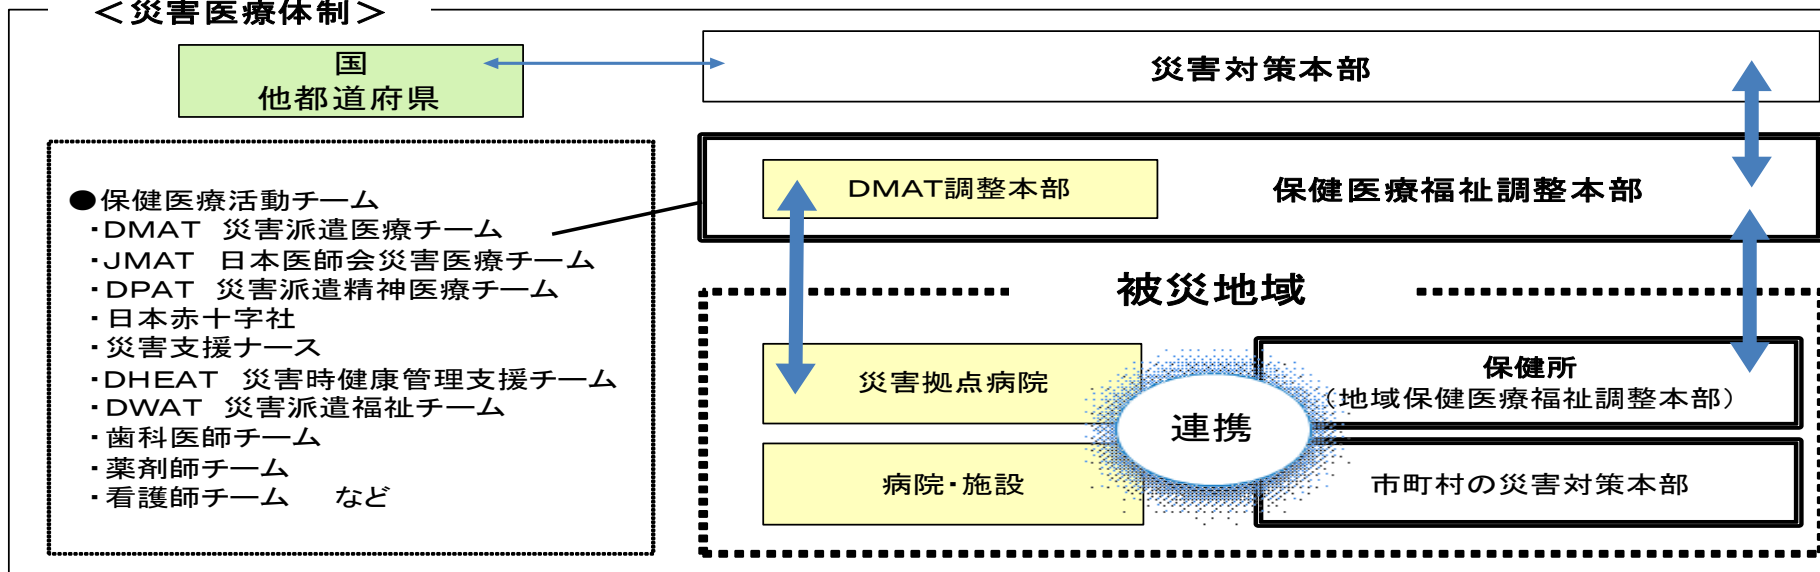 ＜災害医療体制＞
国
他都道府県
災害対策本部
DMAT調整本部
保健医療福祉調整本部
●保健医療活動チーム
・DMAT　災害派遣医療チーム
・JMAT　日本医師会災害医療チーム
・DPAT　災害派遣精神医療チーム
・日本赤十字社
・災害支援ナース
・DHEAT　災害時健康管理支援チーム
・DWAT　災害派遣福祉チーム
・歯科医師チーム
・薬剤師チーム
・看護師チーム　　など
被災地域
災害拠点病院
保健所
（地域保健医療福祉調整本部）
連携
病院・施設
市町村の災害対策本部